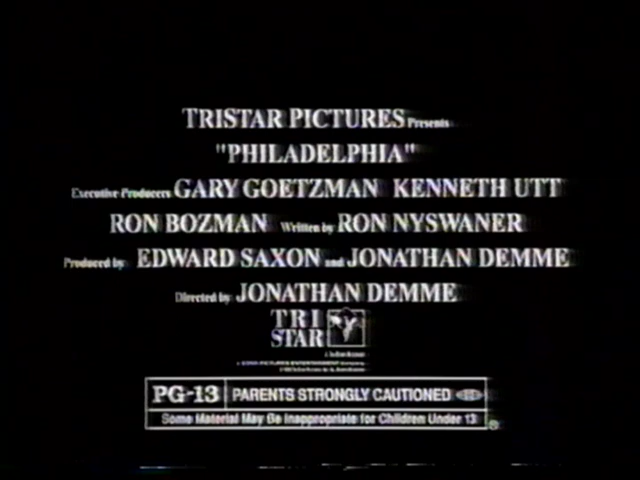 TRISTAR PICTURES Presents
"PHILADELPHIA"
Executive Producers GARY GOETZMAN KENNETH UTT
RON BOZMAN Written by RON NYSWANER
Produced by EDWARD SAXON and JONATHAN DEMME
Directed by JONATHAN DEMME
TRI
STAR
PG-13 PARENTS STRONGLY CAUTIONED
Some Material May Be Inappropriate for Children Under 13
®